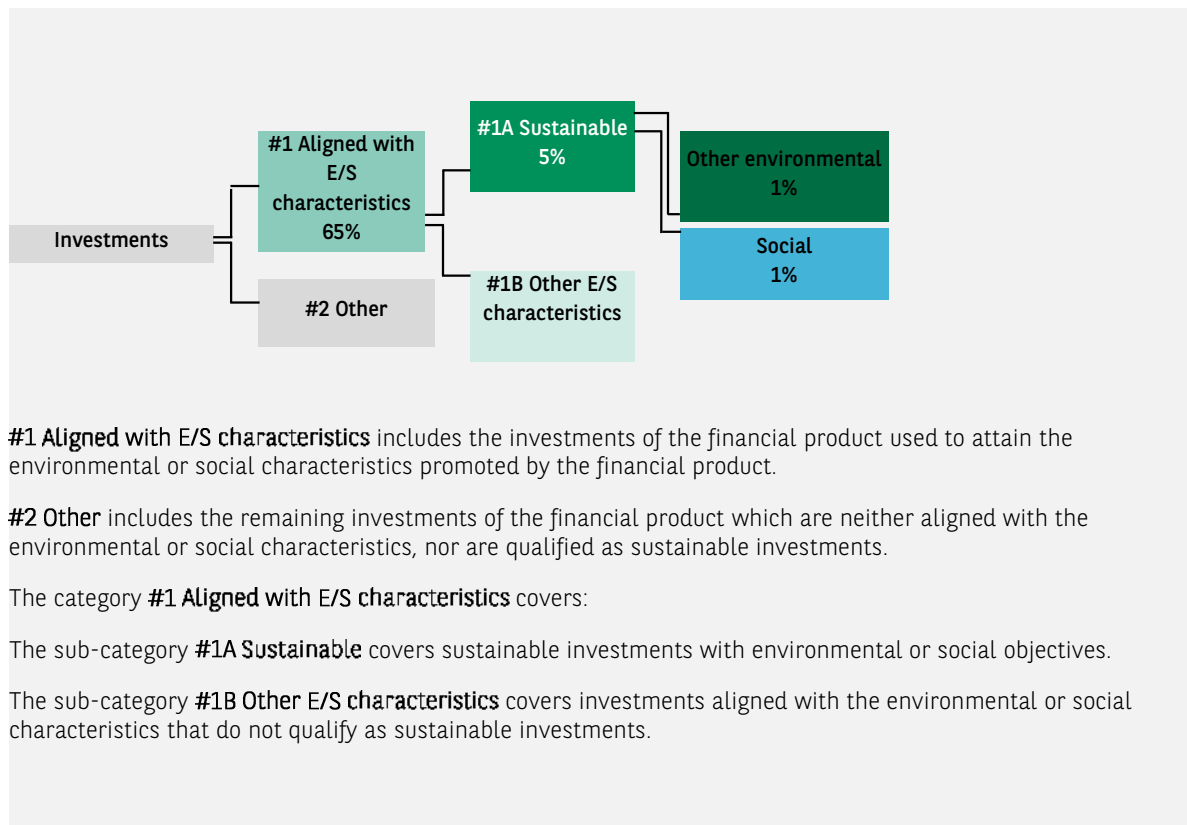 Investments
#1 Aligned with
E/S
characteristics
65%
#2 Other
#1A Sustainable
5%
#1B Other E/S
characteristics
Other environmental
1%
Social
1%
#1 Aligned with E/S characteristics includes the investments of the financial product used to attain the
environmental or social characteristics promoted by the financial product.
#2 Other includes the remaining investments of the financial product which are neither aligned with the
environmental or social characteristics, nor are qualified as sustainable investments.
The category #1 Aligned with E/S characteristics covers:
The sub-category #1A Sustainable covers sustainable investments with environmental or social objectives.
The sub-category #1B Other E/S characteristics covers investments aligned with the environmental or social
characteristics that do not qualify as sustainable investments.